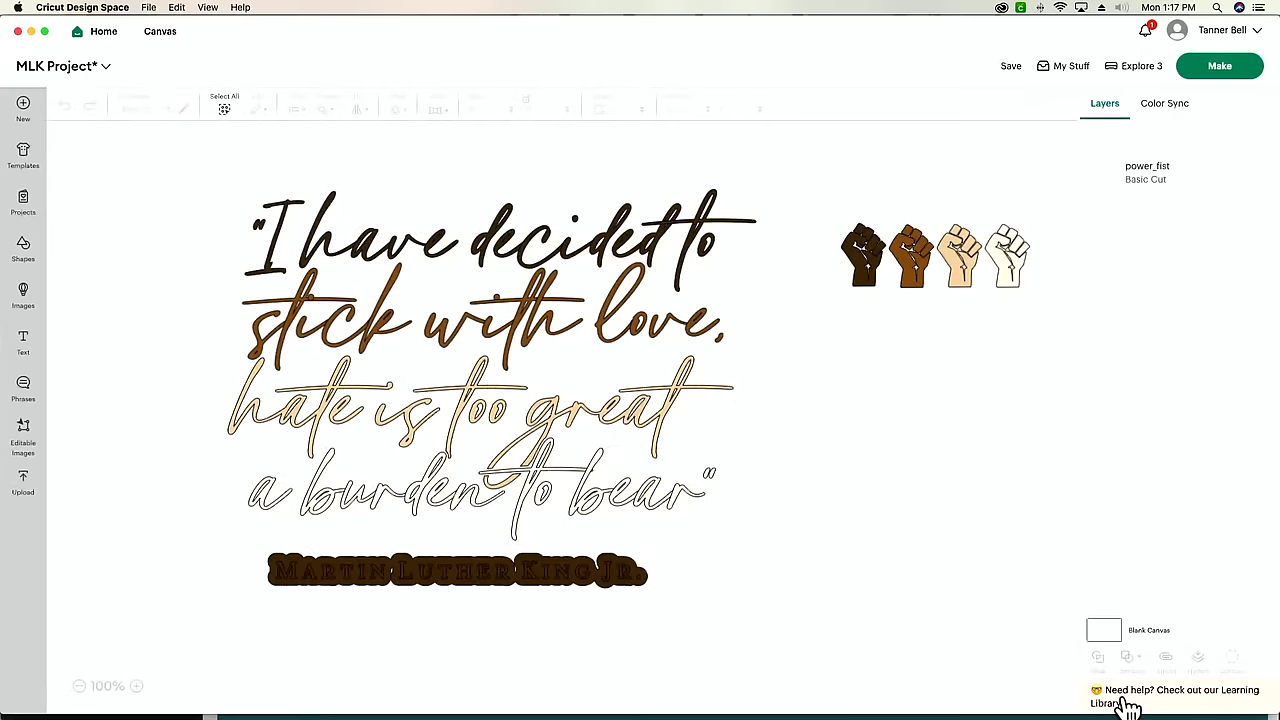 Cricut Design Space File Edit View Help Mon 1:17 PM
Home Canvas 1 Tanner Bell
MLK Project* Save My Stuff Explore 3 Make
New
Templates
Projects
Shapes
Images
Text
Phrases
Editable
Images
Upload
Select All
Layers Color Sync
power_fist
Basic Cut
"I have decided to
stick with love,
hate is too great
a burden to bear"
Martin Luther King Jr.
100%
Blank Canvas
Need help? Check out our Learning
Library